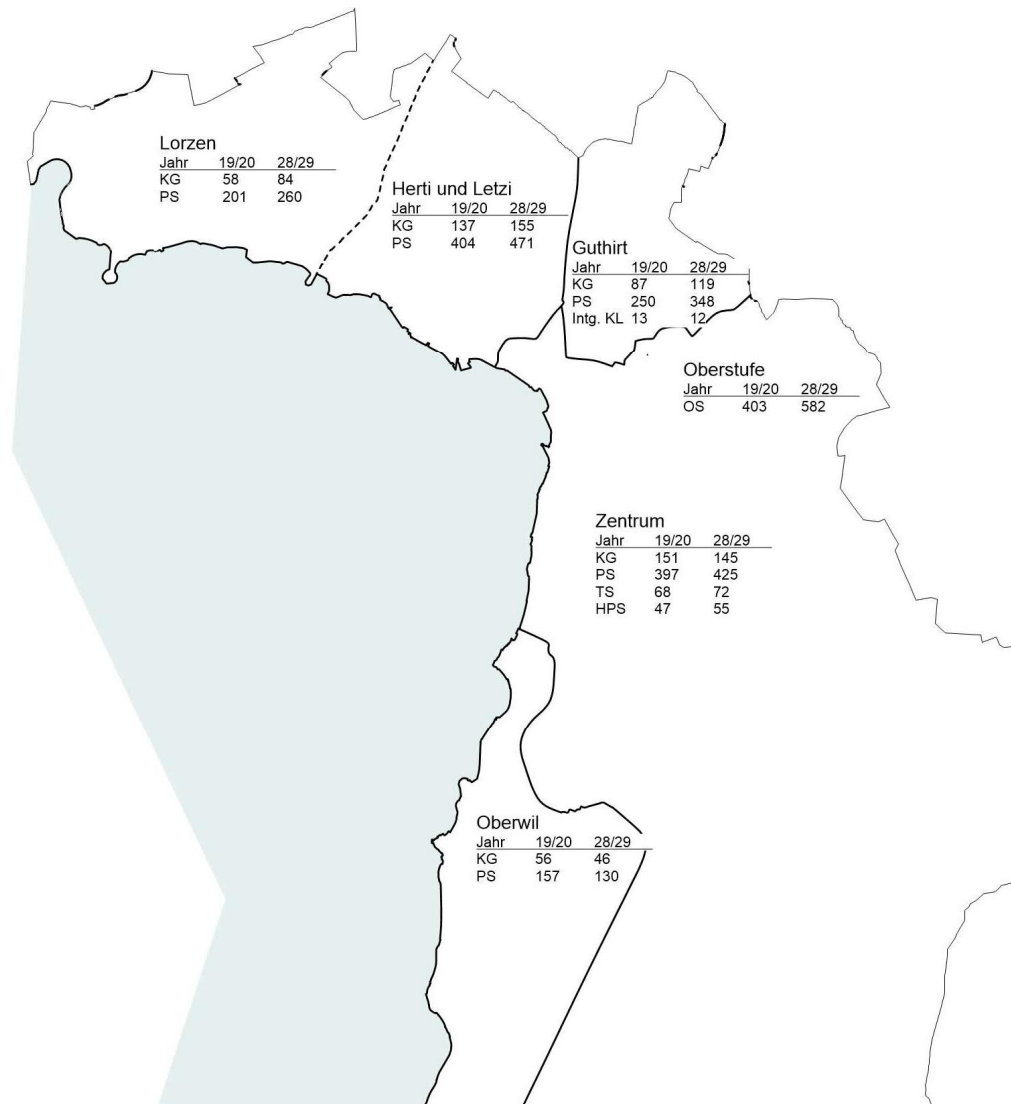 Lorzen
Jahr 19/20 28/29
KG 58 84
PS 201 260
Herti und Letzi
Jahr 19/20 28/29
KG 137 155
PS 404 471
Guthirt
Jahr 19/20 28/29
KG 87 119
PS 250 348
Intg. KL 13 12
Oberstufe
Jahr 19/20 28/29
OS 403 582
Zentrum
Jahr 19/20 28/29
KG 151 145
PS 397 425
TS 68 72
HPS 47 55
Oberwil
Jahr 19/20 28/29
KG 56 46
PS 157 130